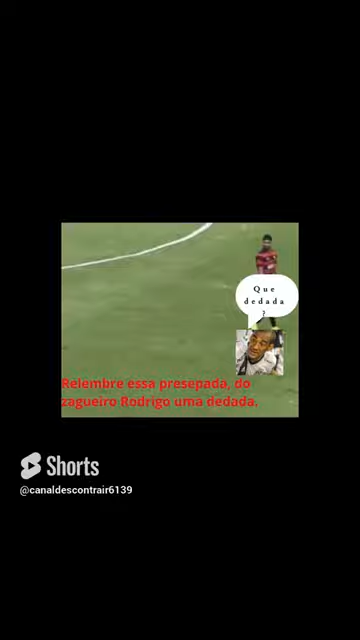 Que
dedada
?
Relembre essa presepada, do
zagueiro Rodrigo uma dedada.
Shorts
@canaldescontrair6139